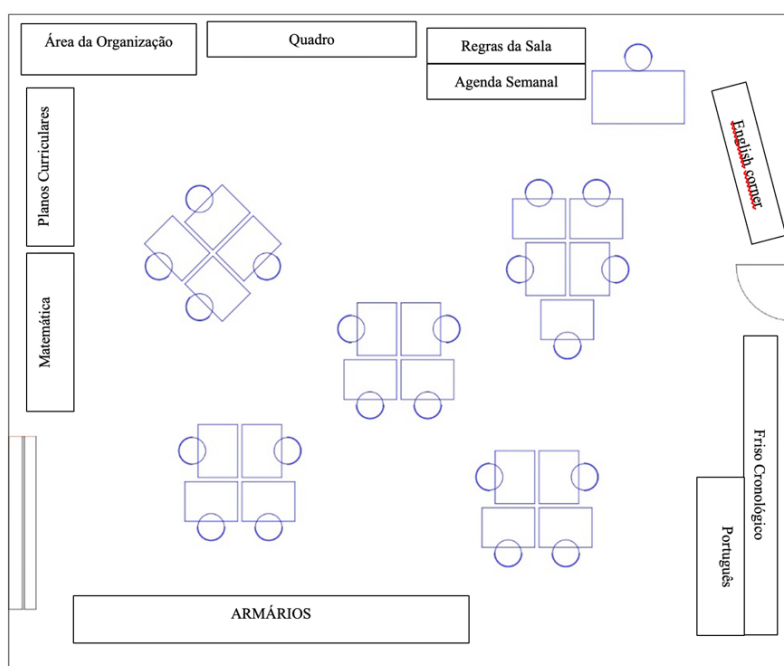 Área da Organização
Quadro
Regras da Sala
Agenda Semanal
English corner
Planos Curriculares
Matemática
Friso Cronológico
Português
ARMÁRIOS